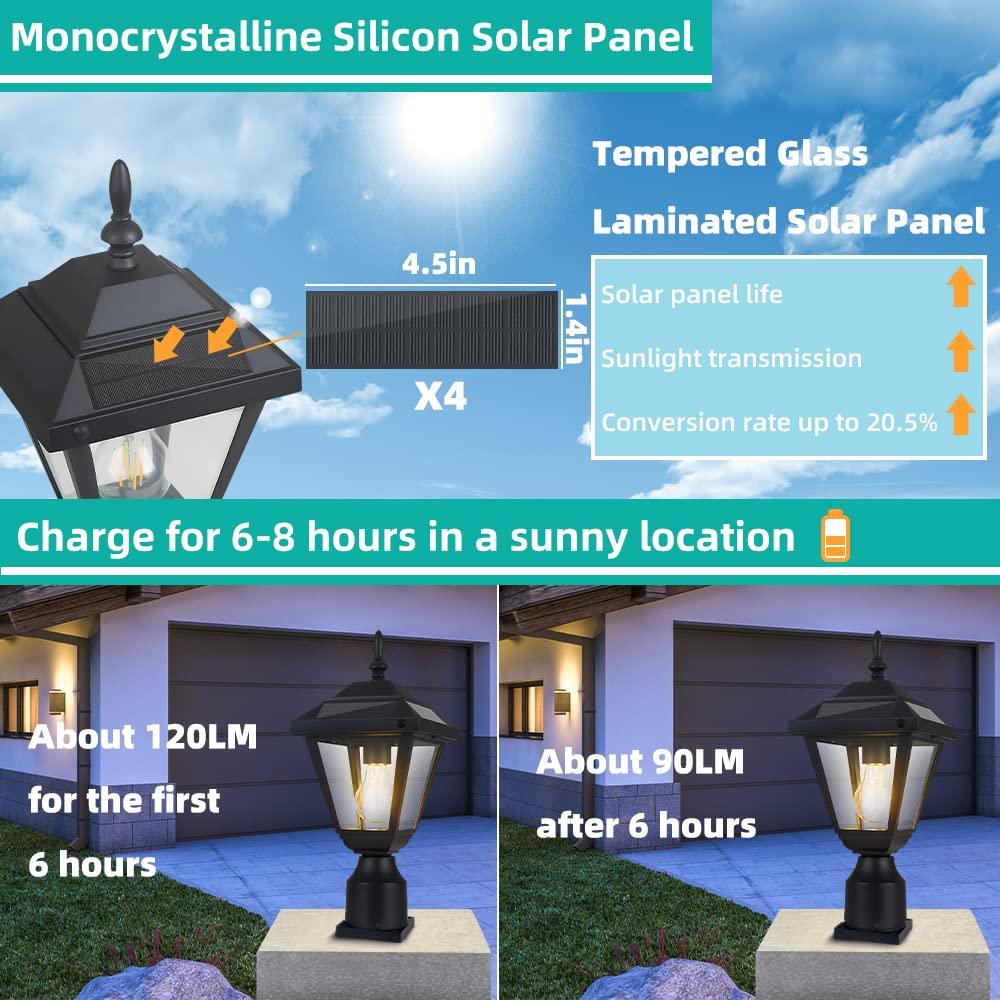 Monocrystalline Silicon Solar Panel
Tempered Glass
Laminated Solar Panel
4.5in
1.4in
X4
Solar panel life
Sunlight transmission
Conversion rate up to 20.5%
Charge for 6-8 hours in a sunny location
About 120LM
for the first
6 hours
About 90LM
after 6 hours